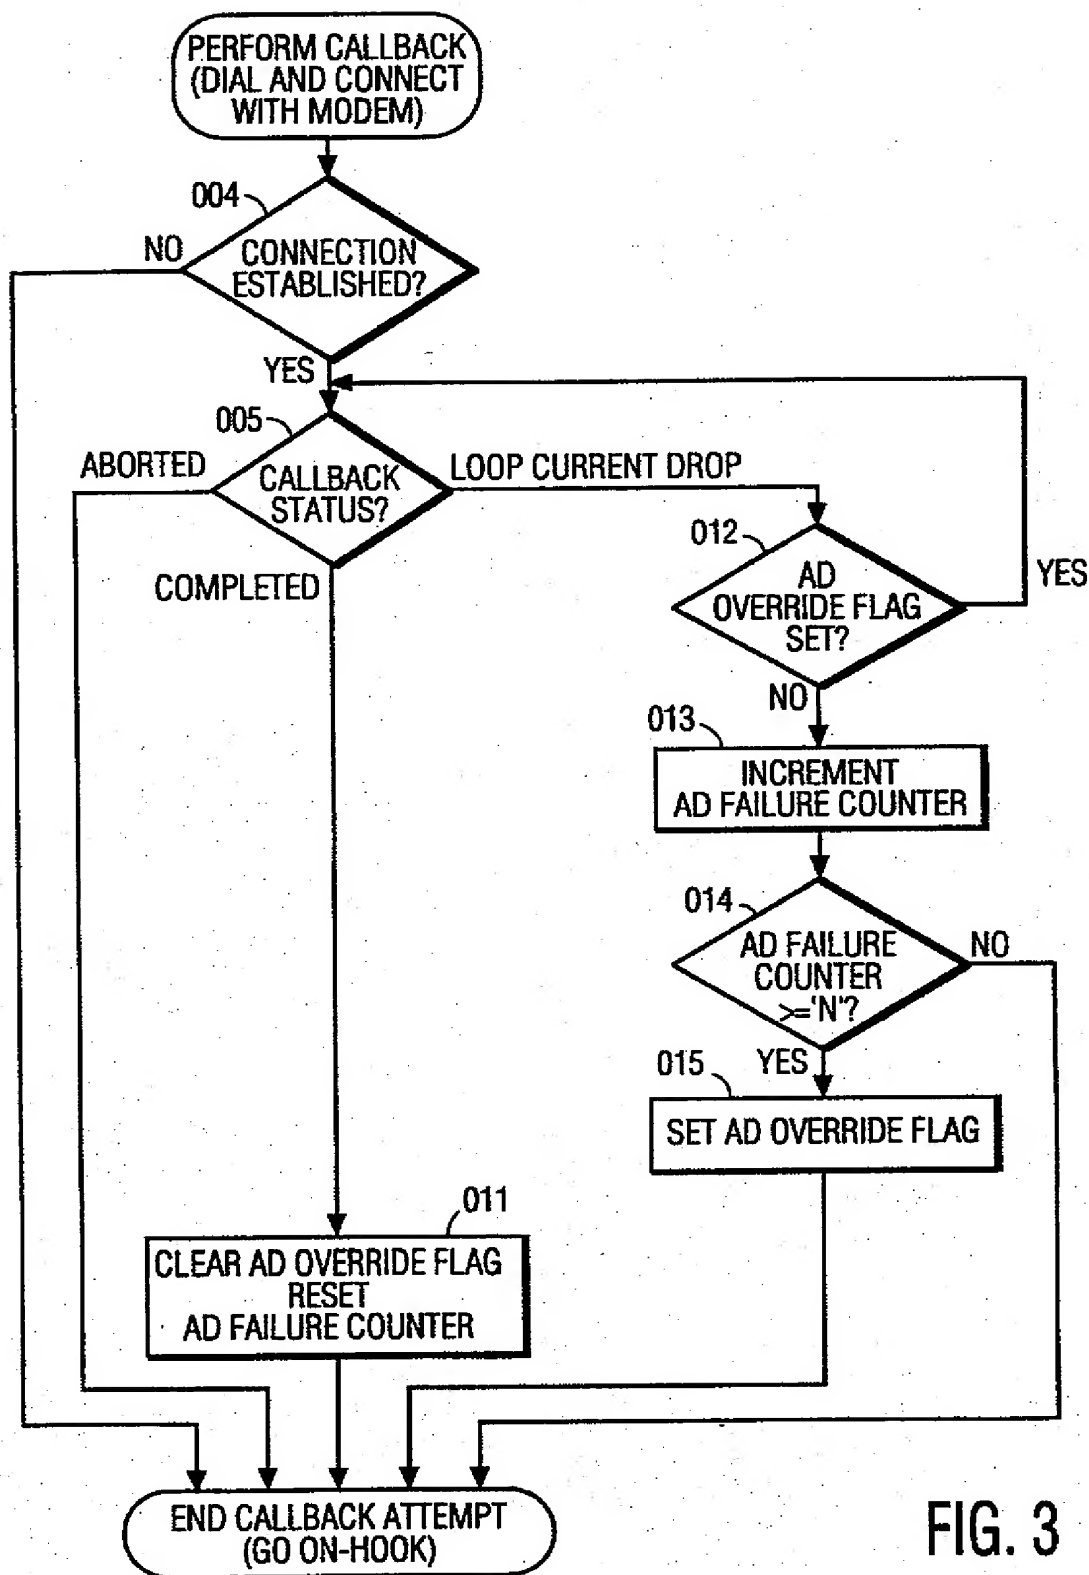 PERFORM CALLBACK
(DIAL AND CONNECT
WITH MODEM)
004
NO
CONNECTION
ESTABLISHED?
YES
005
ABORTED
CALLBACK
STATUS?
LOOP CURRENT DROP
COMPLETED
012
AD
OVERRIDE FLAG
SET?
YES
NO
013
INCREMENT
AD FAILURE COUNTER
014
AD FAILURE
COUNTER
>='N'?
NO
YES
015
SET AD OVERRIDE FLAG
011
CLEAR AD OVERRIDE FLAG
RESET
AD FAILURE COUNTER
END CALLBACK ATTEMPT
(GO ON-HOOK)
FIG. 3